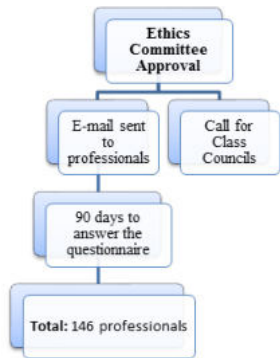 Ethics
Committee
Approval
E-mail sent
to
professionals
Call for
Class
Councils
90 days to
answer the
questionnaire
Total: 146 professionals